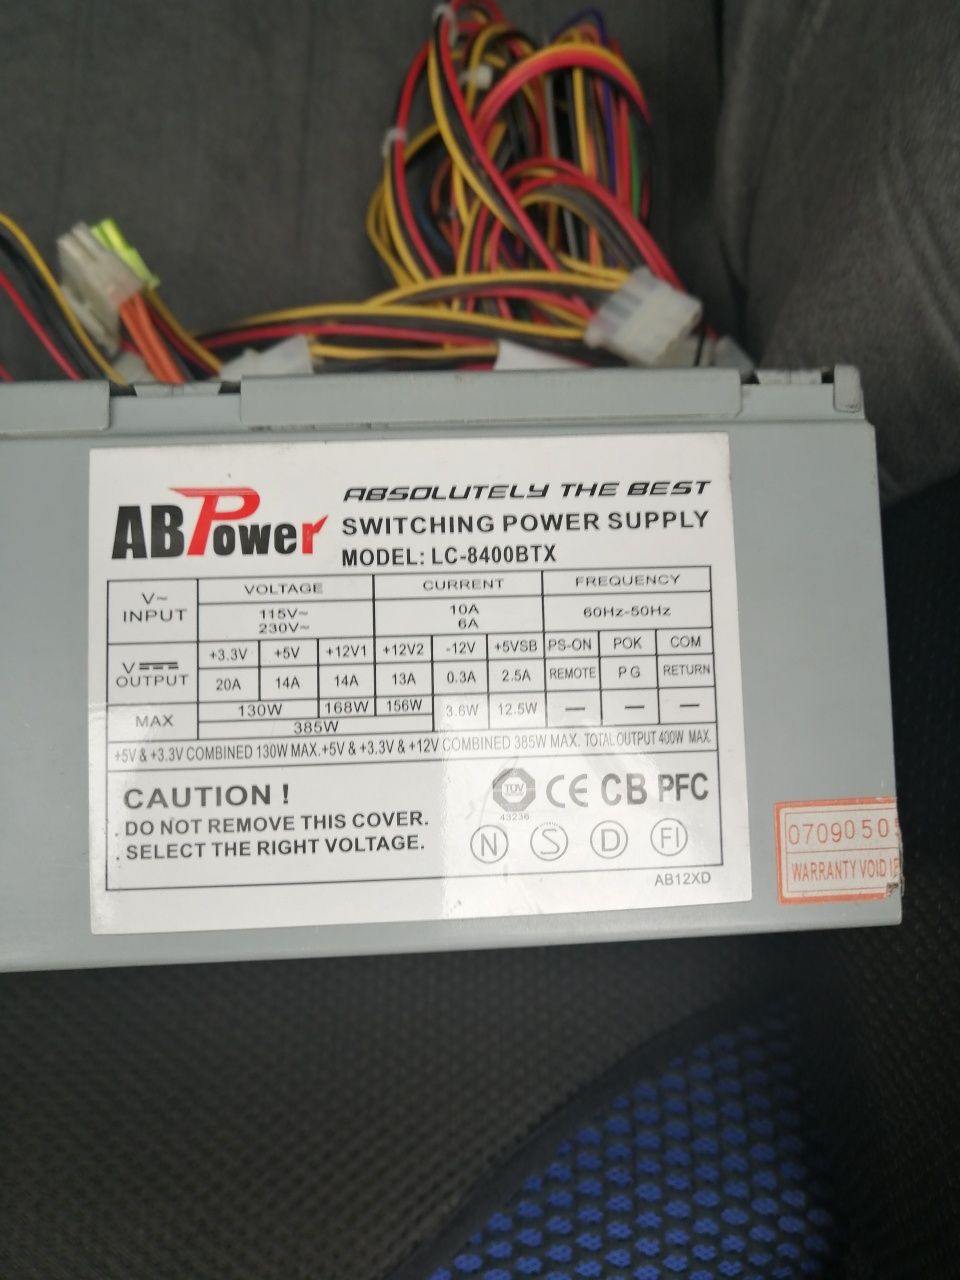 ABPower
ABSOLUTELY THE BEST
SWITCHING POWER SUPPLY
MODEL: LC-8400BTX
V~ INPUT VOLTAGE CURRENT FREQUENCY
115V~ 10A 60Hz-50Hz
230V~ 6A
V⎓ OUTPUT +3.3V +5V +12V1 +12V2 -12V +5VSB PS-ON POK COM
20A 14A 14A 13A 0.3A 2.5A REMOTE PG RETURN
MAX 130W 168W 156W 3.6W 12.5W — — —
385W
+5V & +3.3V COMBINED 130W MAX.+5V & +3.3V & +12V COMBINED 385W MAX. TOTAL OUTPUT 400W MAX.
CAUTION !
. DO NOT REMOVE THIS COVER.
. SELECT THE RIGHT VOLTAGE.
TUV CE CB PFC
43236
N S D FI
AB12XD
0709050
WARRANTY VOID